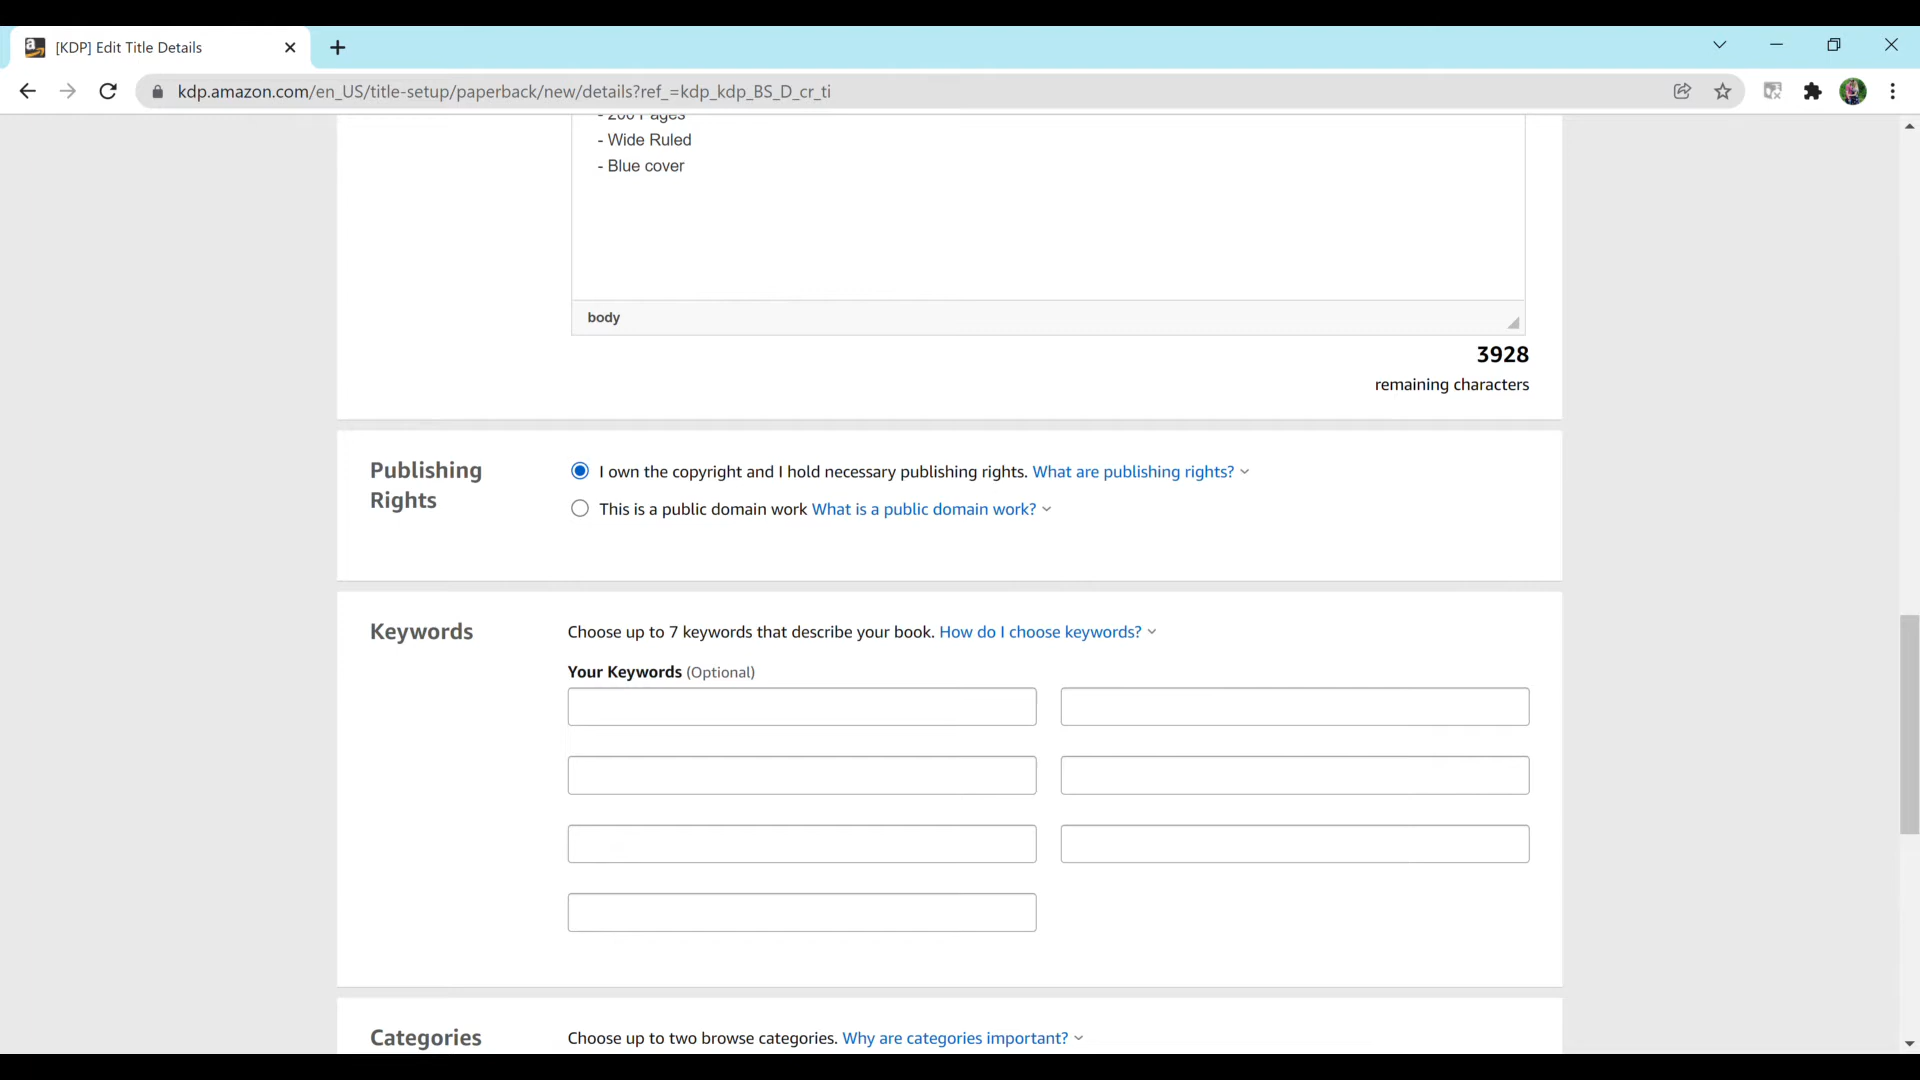 [KDP] Edit Title Details
kdp.amazon.com/en_US/title-setup/paperback/new/details?ref_=kdp_kdp_BS_D_cr_ti
- 200 Pages
- Wide Ruled
- Blue cover
body
3928
remaining characters
Publishing
Rights
I own the copyright and I hold necessary publishing rights. What are publishing rights?
This is a public domain work What is a public domain work?
Keywords
Choose up to 7 keywords that describe your book. How do I choose keywords?
Your Keywords (Optional)
Categories
Choose up to two browse categories. Why are categories important?